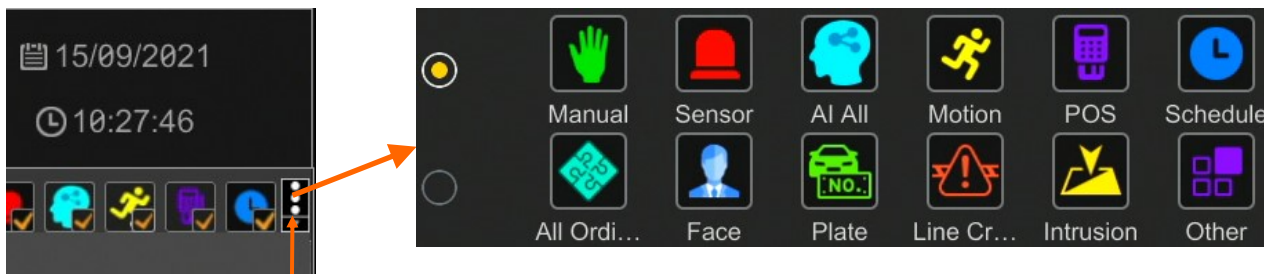 15/09/2021
10:27:46
Manual Sensor AI All Motion POS Schedule
NO.
All Ordi... Face Plate Line Cr... Intrusion Other